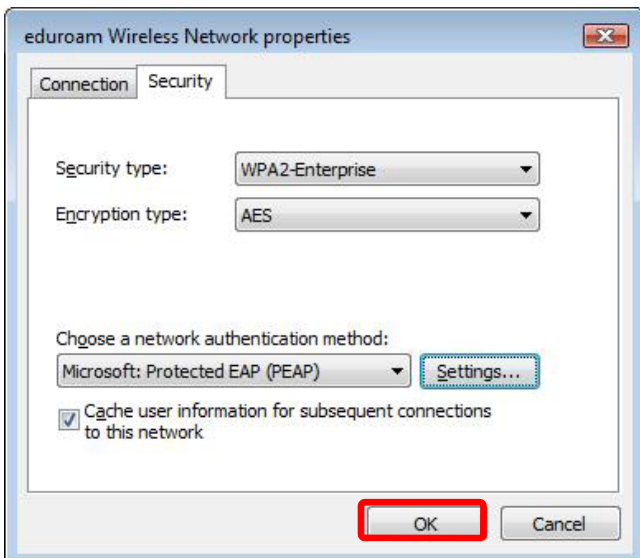 eduroam Wireless Network properties
Connection Security
Security type: WPA2-Enterprise
Encryption type: AES
Choose a network authentication method:
Microsoft: Protected EAP (PEAP) Settings...
Cache user information for subsequent connections
to this network
OK Cancel